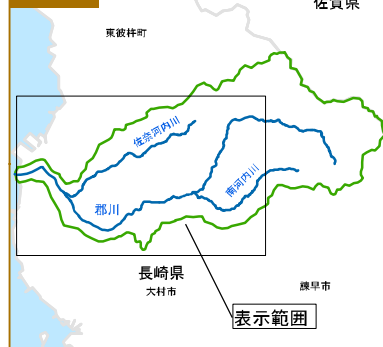 佐賀県
東彼杵町
佐奈河内川
南河内川
郡川
長崎県
大村市
諫早市
表示範囲